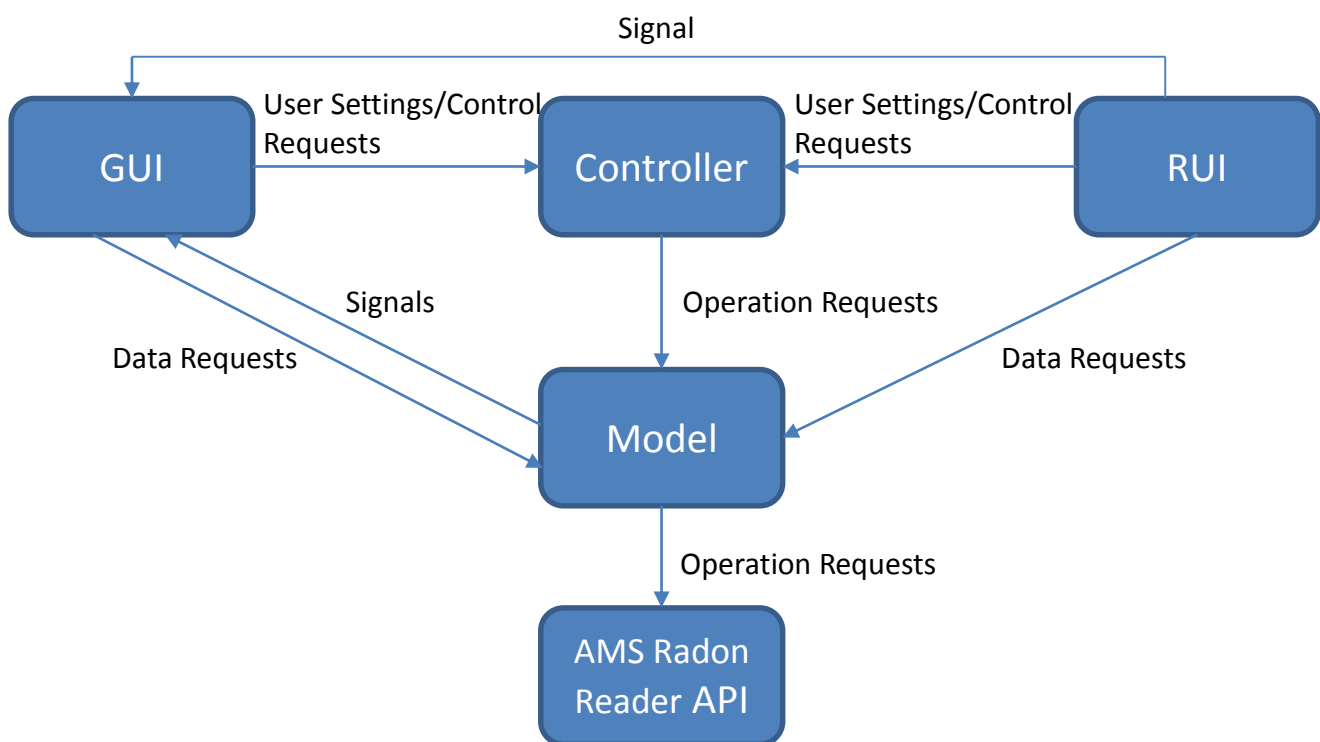 Signal
User Settings/Control
Requests
User Settings/Control
Requests
GUI
Controller
RUI
Signals
Operation Requests
Data Requests
Data Requests
Model
Operation Requests
AMS Radon
Reader API